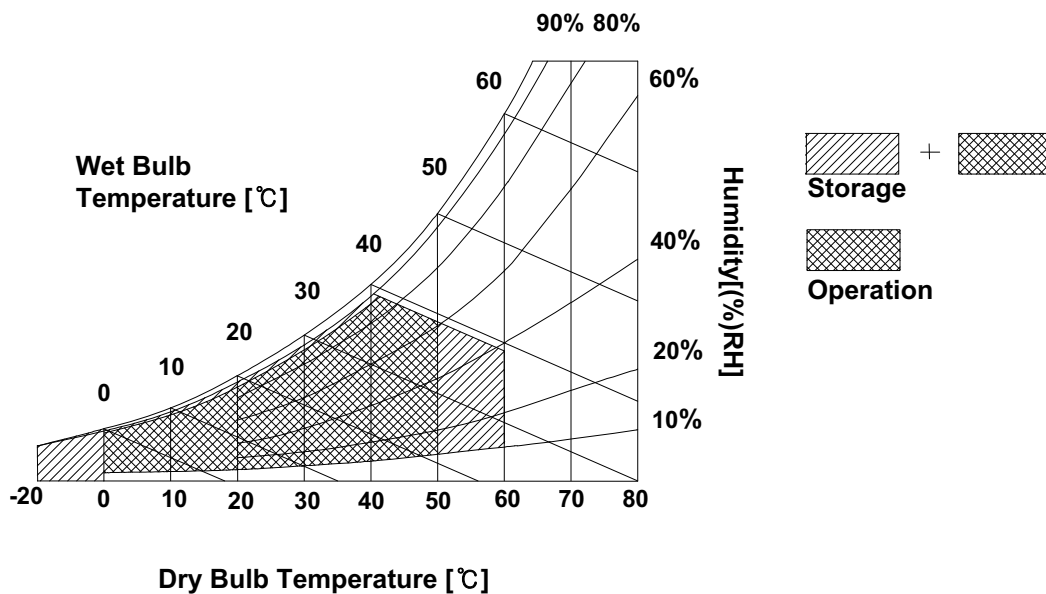 90% 80%
60
60%
50
Wet Bulb
Temperature [℃]
40
40%
30
20
20%
10
0
10%
-20 0 10 20 30 40 50 60 70 80
Dry Bulb Temperature [℃]
Humidity[(%)RH]
+
Storage
Operation